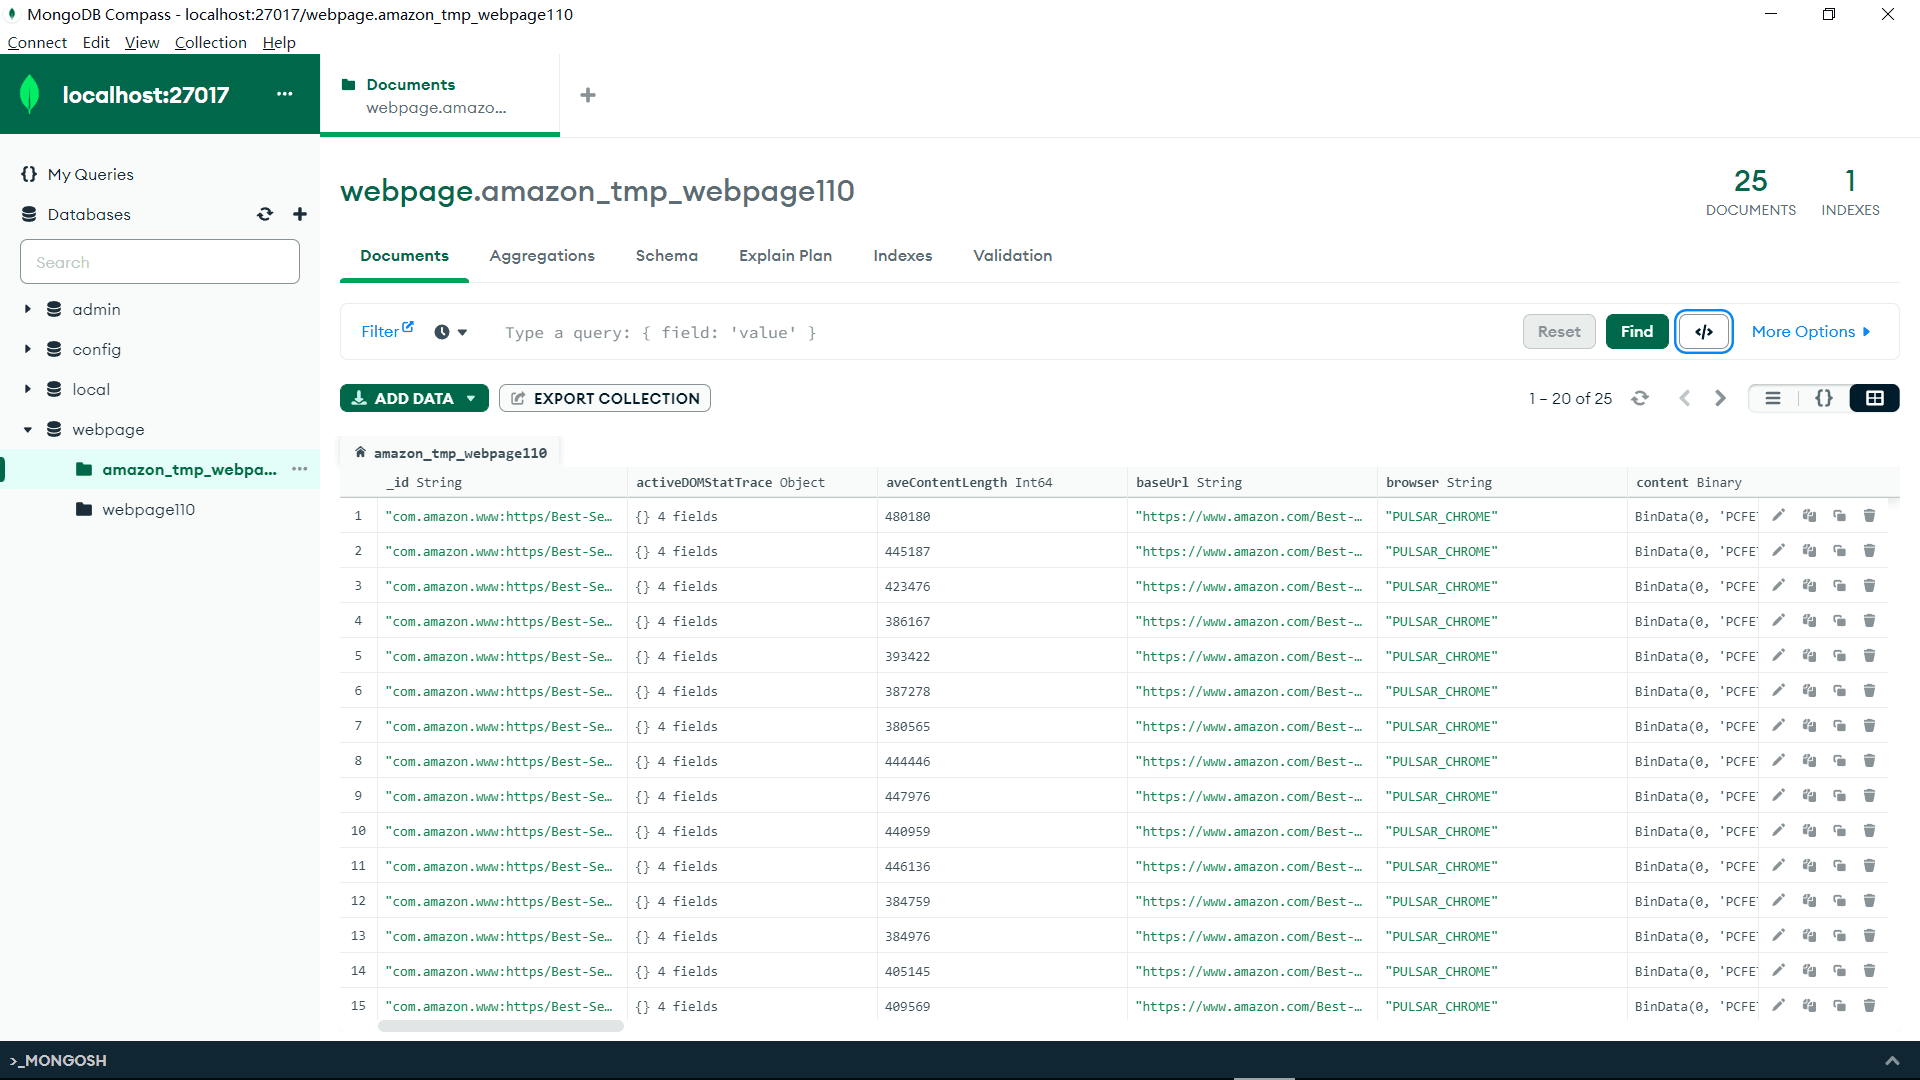 MongoDB Compass - localhost:27017/webpage.amazon_tmp_webpage110
Connect Edit View Collection Help
localhost:27017 ...
Documents
webpage.amazo...
My Queries
Databases
Search
admin
config
local
webpage
amazon_tmp_webpa... ...
webpage110
webpage.amazon_tmp_webpage110
25
DOCUMENTS
1
INDEXES
Documents Aggregations Schema Explain Plan Indexes Validation
Filter Type a query: { field: 'value' } Reset Find </> More Options
ADD DATA EXPORT COLLECTION 1 – 20 of 25 {}
amazon_tmp_webpage110
_id String activeDOMStatTrace Object aveContentLength Int64 baseUrl String browser String content Binary
1 "com.amazon.www:https/Best-Se… {} 4 fields 480180 "https://www.amazon.com/Best-… "PULSAR_CHROME" BinData(0, 'PCFE
2 "com.amazon.www:https/Best-Se… {} 4 fields 445187 "https://www.amazon.com/Best-… "PULSAR_CHROME" BinData(0, 'PCFE
3 "com.amazon.www:https/Best-Se… {} 4 fields 423476 "https://www.amazon.com/Best-… "PULSAR_CHROME" BinData(0, 'PCFE
4 "com.amazon.www:https/Best-Se… {} 4 fields 386167 "https://www.amazon.com/Best-… "PULSAR_CHROME" BinData(0, 'PCFE
5 "com.amazon.www:https/Best-Se… {} 4 fields 393422 "https://www.amazon.com/Best-… "PULSAR_CHROME" BinData(0, 'PCFE
6 "com.amazon.www:https/Best-Se… {} 4 fields 387278 "https://www.amazon.com/Best-… "PULSAR_CHROME" BinData(0, 'PCFE
7 "com.amazon.www:https/Best-Se… {} 4 fields 380565 "https://www.amazon.com/Best-… "PULSAR_CHROME" BinData(0, 'PCFE
8 "com.amazon.www:https/Best-Se… {} 4 fields 444446 "https://www.amazon.com/Best-… "PULSAR_CHROME" BinData(0, 'PCFE
9 "com.amazon.www:https/Best-Se… {} 4 fields 447976 "https://www.amazon.com/Best-… "PULSAR_CHROME" BinData(0, 'PCFE
10 "com.amazon.www:https/Best-Se… {} 4 fields 440959 "https://www.amazon.com/Best-… "PULSAR_CHROME" BinData(0, 'PCFE
11 "com.amazon.www:https/Best-Se… {} 4 fields 446136 "https://www.amazon.com/Best-… "PULSAR_CHROME" BinData(0, 'PCFE
12 "com.amazon.www:https/Best-Se… {} 4 fields 384759 "https://www.amazon.com/Best-… "PULSAR_CHROME" BinData(0, 'PCFE
13 "com.amazon.www:https/Best-Se… {} 4 fields 384976 "https://www.amazon.com/Best-… "PULSAR_CHROME" BinData(0, 'PCFE
14 "com.amazon.www:https/Best-Se… {} 4 fields 405145 "https://www.amazon.com/Best-… "PULSAR_CHROME" BinData(0, 'PCFE
15 "com.amazon.www:https/Best-Se… {} 4 fields 409569 "https://www.amazon.com/Best-… "PULSAR_CHROME" BinData(0, 'PCFE
>_MONGOSH